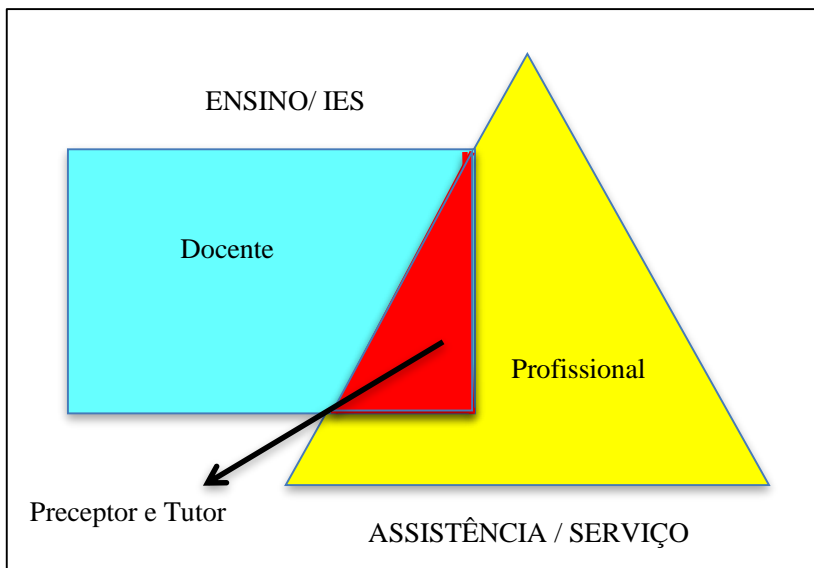 ENSINO/ IES
Docente
Profissional
Preceptor e Tutor
ASSISTÊNCIA / SERVIÇO